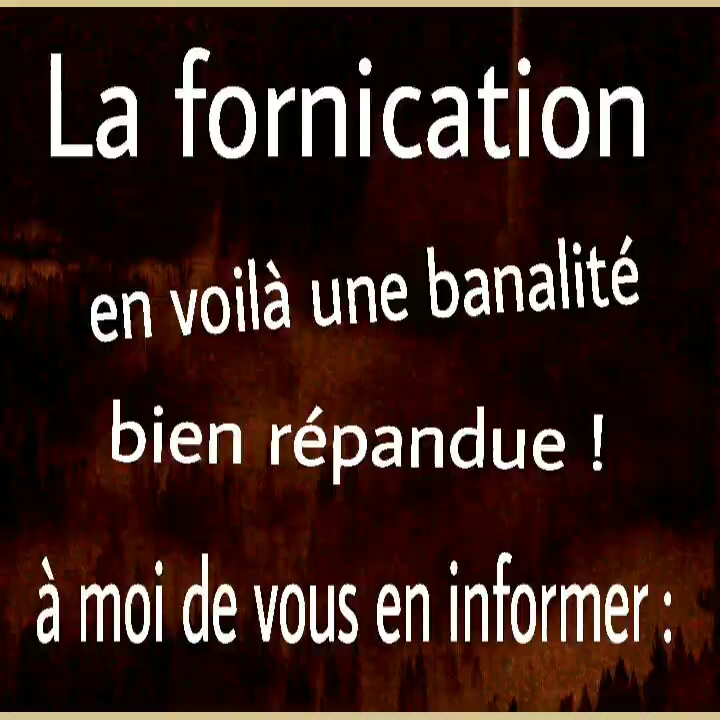 La fornication
en voilà une banalité
bien répandue !
à moi de vous en informer :